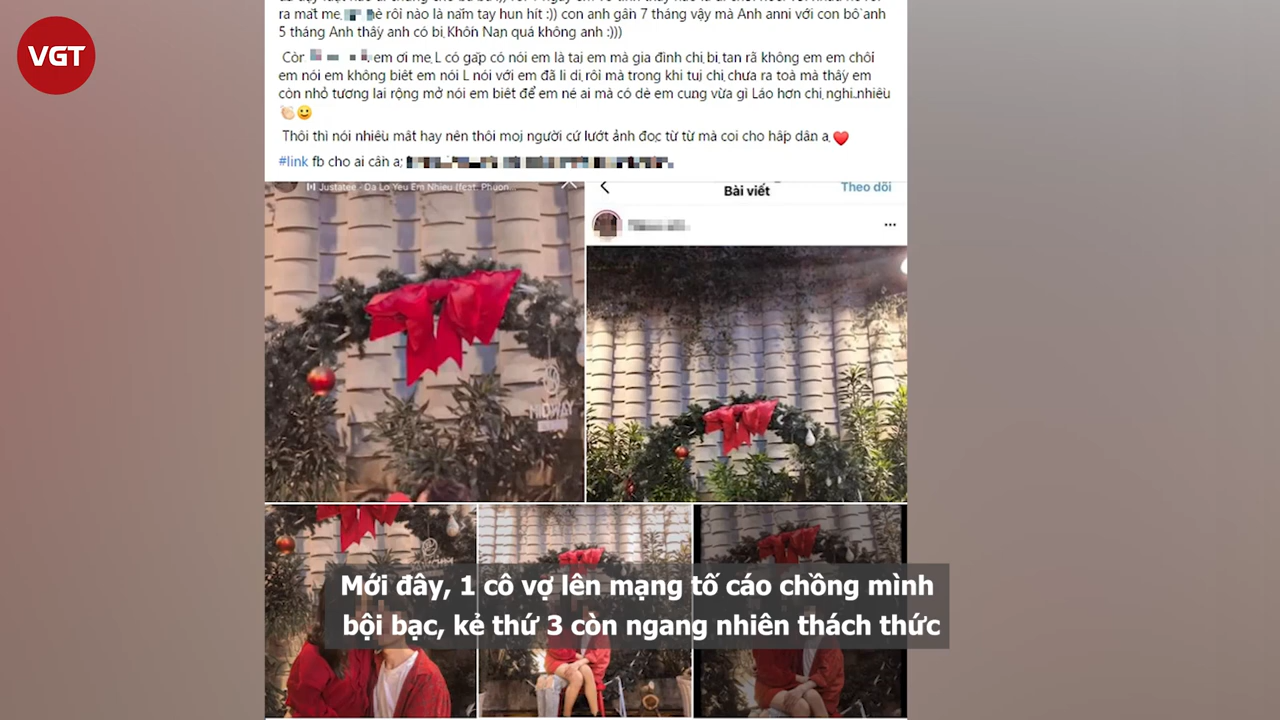 VGT
ra mắt mẹ, hè rồi nào là nắm tay hun hít :)) con anh gần 7 tháng vậy mà Anh anni với con bồ anh
5 tháng Anh thấy anh có bị Khốn Nạn quá không anh :)))
em ơi mẹ L có gặp có nói em là tại em mà gia đình chị bị tan rã không em em chối
em nói em không biết em nói L nói với em đã li dị rồi mà trong khi tụi chị chưa ra toà mà thấy em
còn nhỏ tương lai rộng mở nói em biết để em né ai mà có dè em cung vừa gì Láo hơn chị nghĩ nhiều
👏🏻🙂
Thôi thì nói nhiều mất hay nên thôi mọi người cứ lướt ảnh đọc từ từ mà coi cho hấp dẫn ạ ❤️
#link fb cho ai cần ạ;
JustaTee - Đã Lỡ Yêu Em Nhiều (feat. Phươn...
Bài viết
Theo dõi
MIDWAY
Mới đây, 1 cô vợ lên mạng tố cáo chồng mình
bội bạc, kẻ thứ 3 còn ngang nhiên thách thức